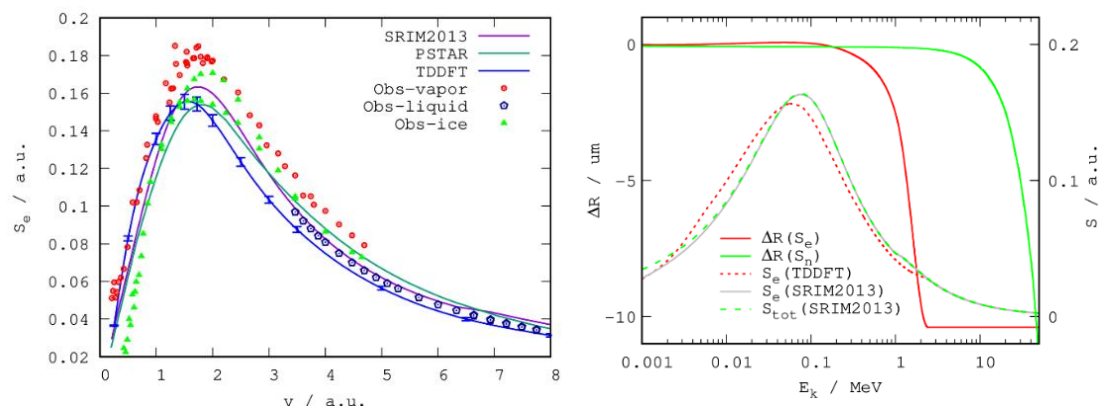 0.2
0.18
0.16
0.14
0.12
0.1
0.08
0.06
0.04
0.02
S_e / a.u.
SRIM2013
PSTAR
TDDFT
Obs-vapor
Obs-liquid
Obs-ice
0 1 2 3 4 5 6 7 8
v / a.u.
0
-5
-10
ΔR / um
0.2
0.1
0
S / a.u.
ΔR(S_e)
ΔR(S_n)
S_e(TDDFT)
S_e(SRIM2013)
S_tot(SRIM2013)
0.001 0.01 0.1 1 10
E_k / MeV